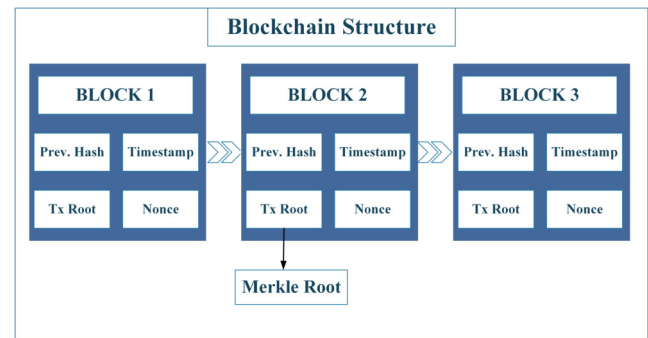 Blockchain Structure
BLOCK 1
BLOCK 2
BLOCK 3
Prev. Hash
Timestamp
Prev. Hash
Timestamp
Prev. Hash
Timestamp
Tx Root
Nonce
Tx Root
Nonce
Tx Root
Nonce
Merkle Root